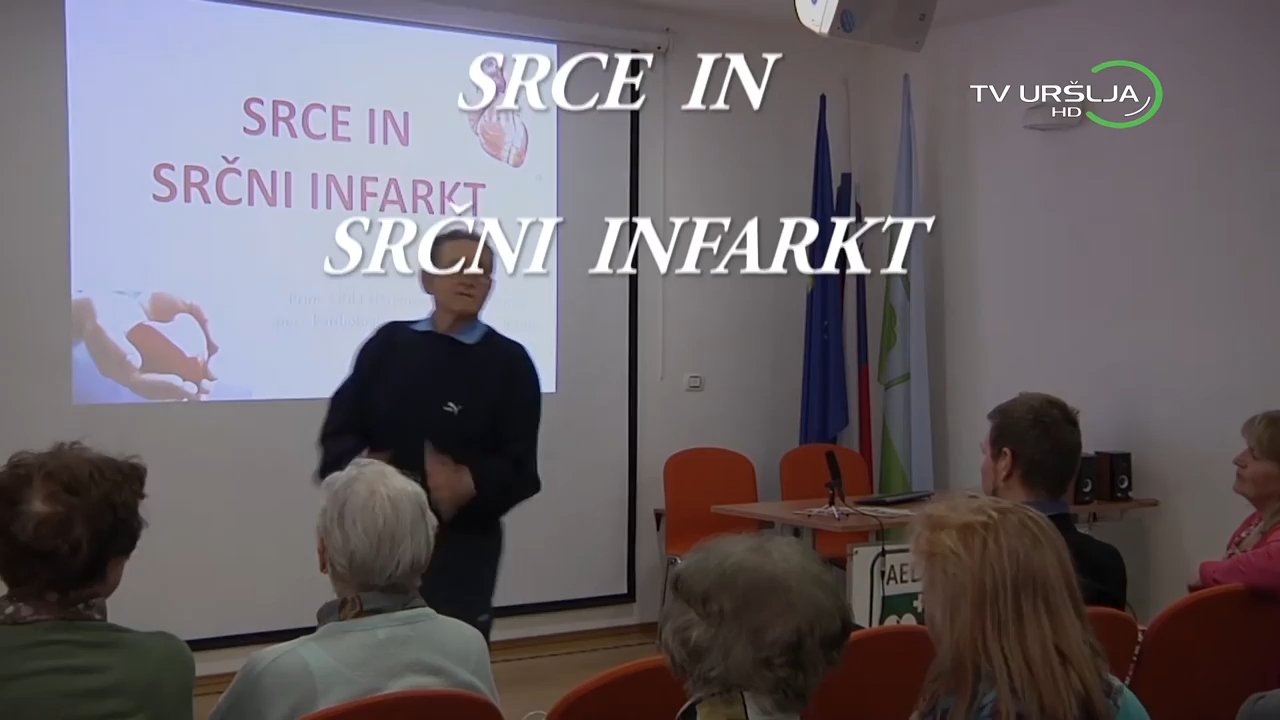 SRCE IN
SRČNI INFARKT
SRCE IN
SRČNI INFARKT
TV URŠLJA
HD
AED